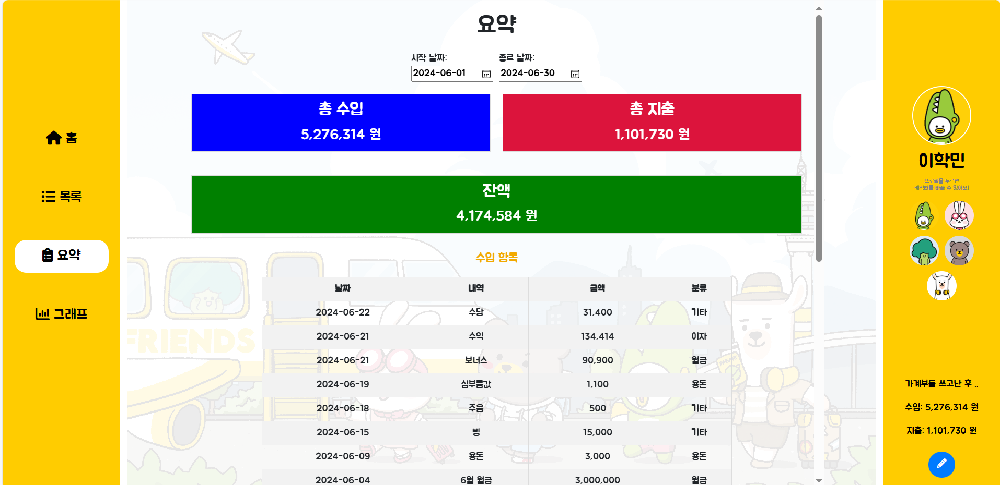 홈
목록
요약
그래프
요약
시작 날짜: 종료 날짜:
2024-06-01 2024-06-30
총 수입
5,276,314 원
총 지출
1,101,730 원
잔액
4,174,584 원
수입 항목
날짜 내역 금액 분류
2024-06-22 수당 31,400 기타
2024-06-21 수익 134,414 이자
2024-06-21 보너스 90,900 월급
2024-06-19 심부름값 1,100 용돈
2024-06-18 주움 500 기타
2024-06-15 삥 15,000 기타
2024-06-09 용돈 3,000 용돈
2024-06-04 6월 월급 3,000,000 월급
FRIENDS
PASSPORT
이학민
프로필을 누르면
캐릭터를 바꿀 수 있어요!
가계부를 쓰고난 후 ..
수입: 5,276,314 원
지출: 1,101,730 원